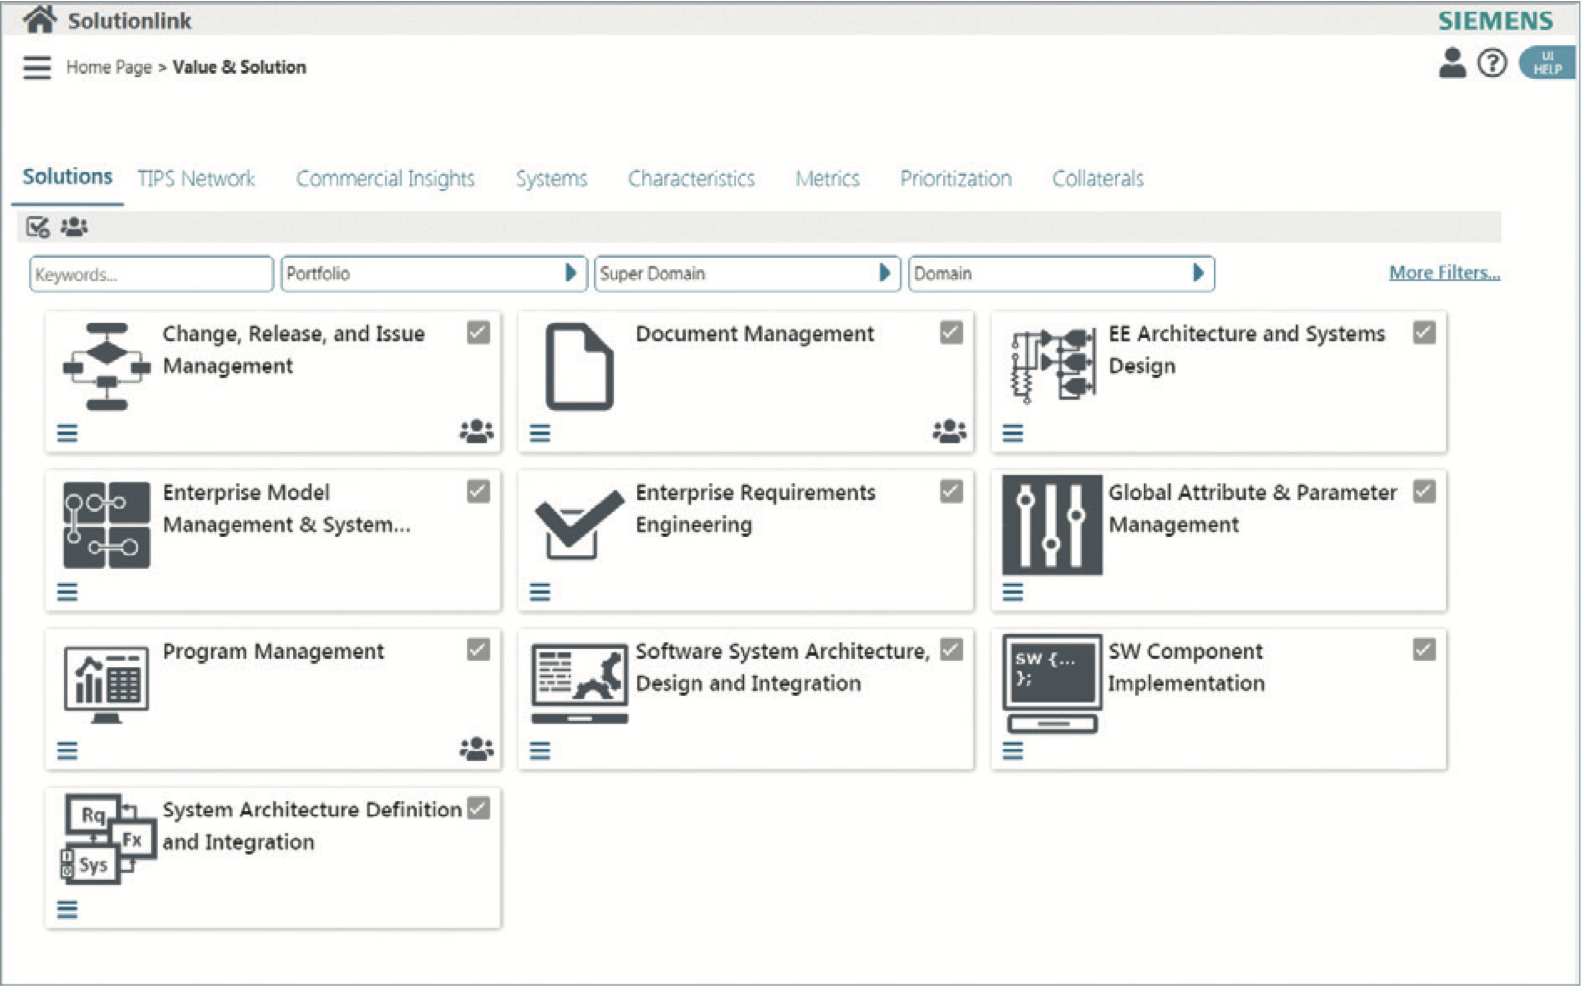 Solutionlink
SIEMENS
Home Page > Value & Solution
UI
HELP
Solutions
TIPS Network
Commercial Insights
Systems
Characteristics
Metrics
Prioritization
Collaterals
Keywords...
Portfolio
Super Domain
Domain
More Filters...
Change, Release, and Issue
Management
Document Management
EE Architecture and Systems
Design
Enterprise Model
Management & System...
Enterprise Requirements
Engineering
Global Attribute & Parameter
Management
Program Management
Software System Architecture,
Design and Integration
SW {...
};
SW Component
Implementation
Rq
Fx
Sys
System Architecture Definition
and Integration